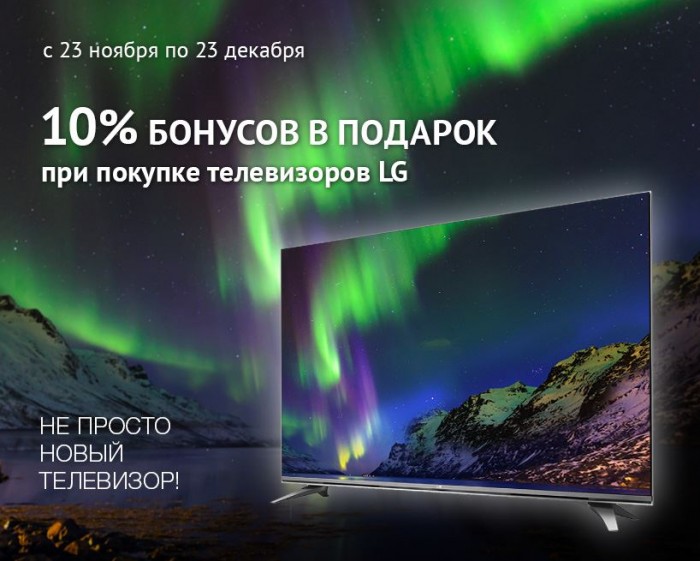 с 23 ноября по 23 декабря
10% БОНУСОВ В ПОДАРОК
при покупке телевизоров LG
НЕ ПРОСТО
НОВЫЙ
ТЕЛЕВИЗОР!